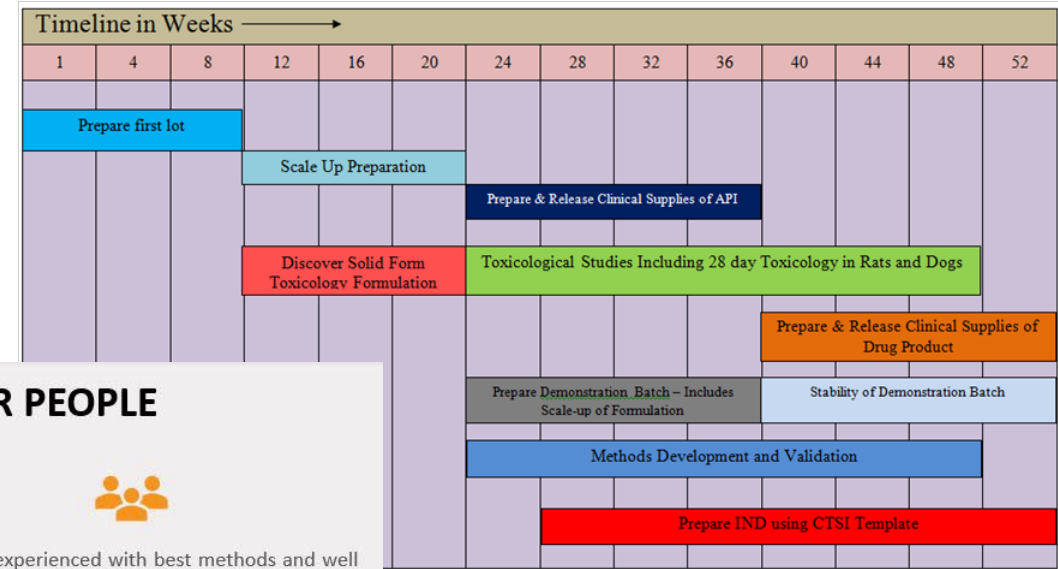 Timeline in Weeks
1 4 8 12 16 20 24 28 32 36 40 44 48 52
Prepare first lot
Scale Up Preparation
Prepare & Release Clinical Supplies of API
Discover Solid Form
Toxicology Formulation
Toxicological Studies Including 28 day Toxicology in Rats and Dogs
Prepare & Release Clinical Supplies of
Drug Product
Prepare Demonstration Batch – Includes
Scale-up of Formulation
Stability of Demonstration Batch
Methods Development and Validation
Prepare IND using CTSI Template
R PEOPLE
experienced with best methods and well